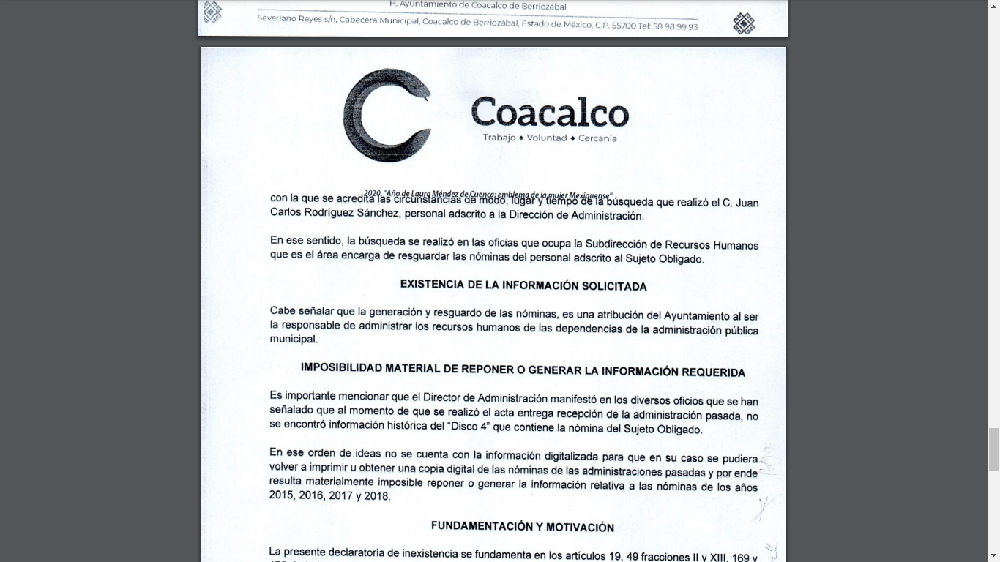 H. Ayuntamiento de Coacalco de Berriozábal
Severiano Reyes s/n, Cabecera Municipal, Coacalco de Berriozábal, Estado de México, C.P. 55700 Tel: 58 98 99 93
Coacalco
Trabajo ♦ Voluntad ♦ Cercanía
2020. "Año de Laura Méndez de Cuenca; emblema de la mujer Mexiquense"
con la que se acredita las circunstancias de modo, lugar y tiempo de la búsqueda que realizó el C. Juan
Carlos Rodríguez Sánchez, personal adscrito a la Dirección de Administración.
En ese sentido, la búsqueda se realizó en las oficias que ocupa la Subdirección de Recursos Humanos
que es el área encarga de resguardar las nóminas del personal adscrito al Sujeto Obligado.
EXISTENCIA DE LA INFORMACIÓN SOLICITADA
Cabe señalar que la generación y resguardo de las nóminas, es una atribución del Ayuntamiento al ser
la responsable de administrar los recursos humanos de las dependencias de la administración pública
municipal.
IMPOSIBILIDAD MATERIAL DE REPONER O GENERAR LA INFORMACIÓN REQUERIDA
Es importante mencionar que el Director de Administración manifestó en los diversos oficios que se han
señalado que al momento de que se realizó el acta entrega recepción de la administración pasada, no
se encontró información histórica del "Disco 4" que contiene la nómina del Sujeto Obligado.
En ese orden de ideas no se cuenta con la información digitalizada para que en su caso se pudiera
volver a imprimir u obtener una copia digital de las nóminas de las administraciones pasadas y por ende
resulta materialmente imposible reponer o generar la información relativa a las nóminas de los años
2015, 2016, 2017 y 2018.
FUNDAMENTACIÓN Y MOTIVACIÓN
La presente declaratoria de inexistencia se fundamenta en los artículos 19, 49 fracciones II y XIII, 169 y